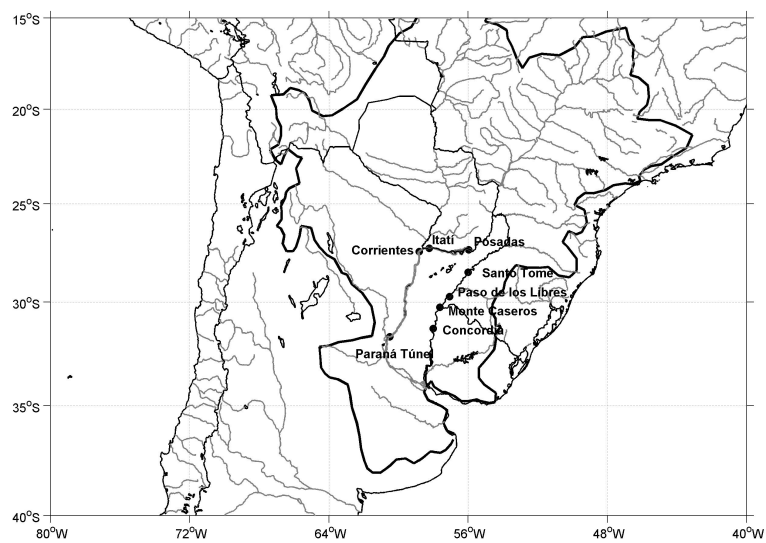 15°S
20°S
25°S
Itatí
Posadas
Corrientes
Santo Tomé
Paso de los Libres
30°S
Monte Caseros
Concordia
Paraná Túnel
35°S
40°S
80°W
72°W
64°W
56°W
48°W
40°W